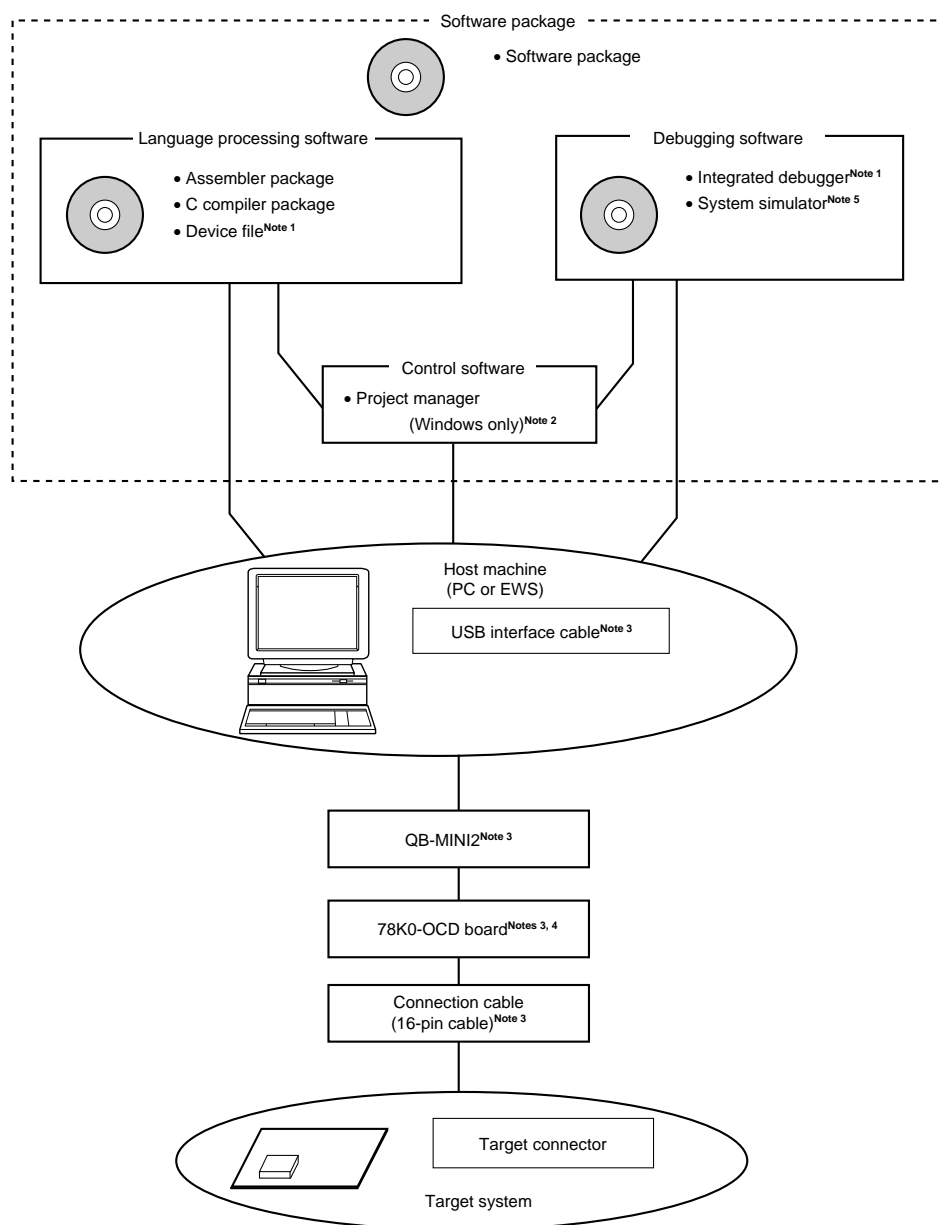 Software package
• Software package
Language processing software
• Assembler package
• C compiler package
• Device fileNote 1
Debugging software
• Integrated debuggerNote 1
• System simulatorNote 5
Control software
• Project manager
(Windows only)Note 2
Host machine
(PC or EWS)
USB interface cableNote 3
QB-MINI2Note 3
78K0-OCD boardNotes 3, 4
Connection cable
(16-pin cable)Note 3
Target connector
Target system